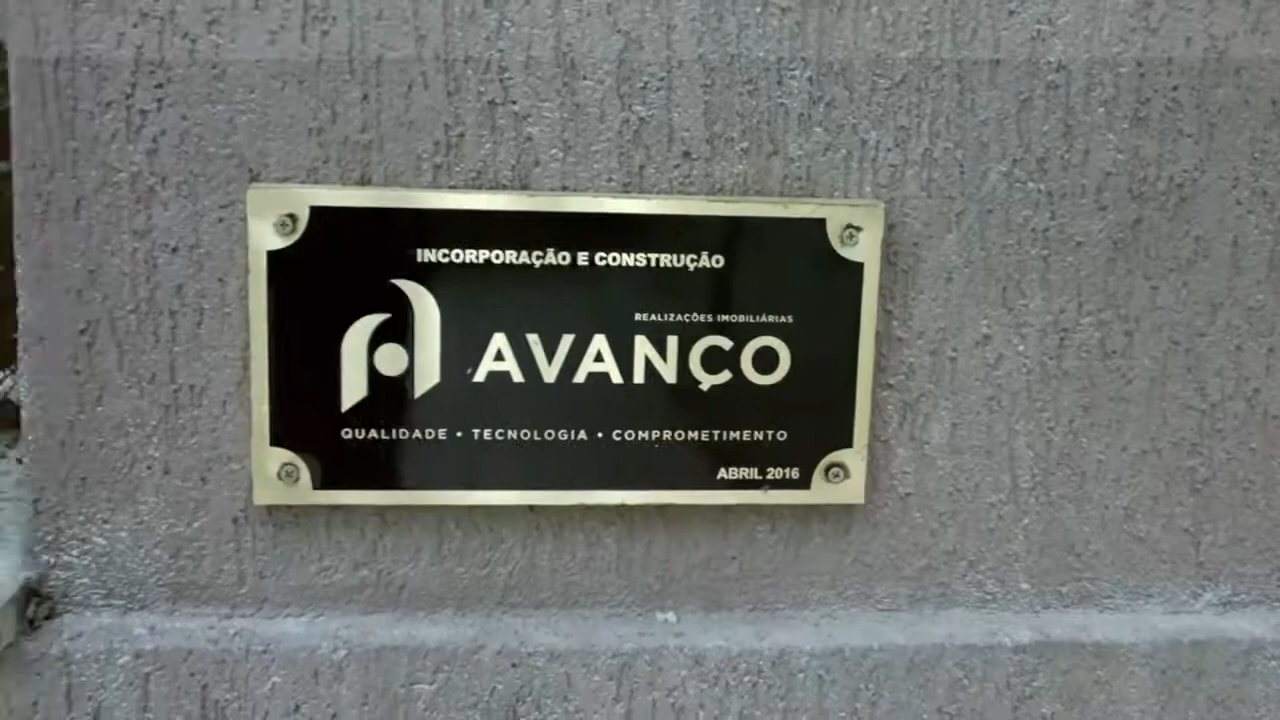 INCORPORAÇÃO E CONSTRUÇÃO
REALIZAÇÕES IMOBILIÁRIAS
AVANÇO
QUALIDADE • TECNOLOGIA • COMPROMETIMENTO
ABRIL 2016